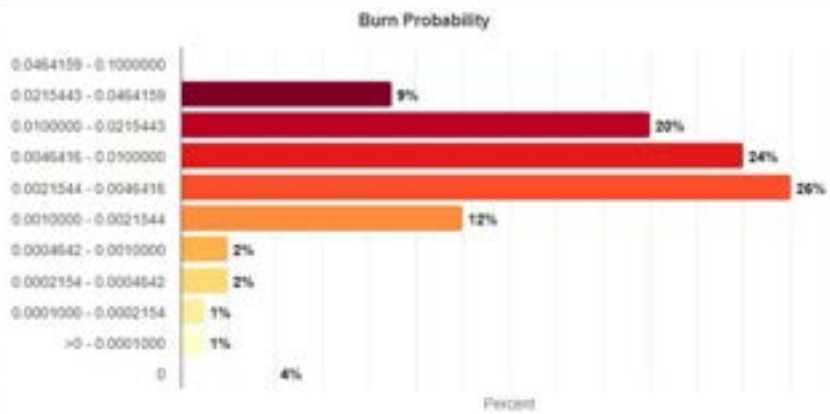 Burn Probability
0.0464159 - 0.1000000
0.0215443 - 0.0464159 9%
0.0100000 - 0.0215443 20%
0.0046416 - 0.0100000 24%
0.0021544 - 0.0046416 26%
0.0010000 - 0.0021544 12%
0.0004642 - 0.0010000 2%
0.0002154 - 0.0004642 2%
0.0001000 - 0.0002154 1%
>0 - 0.0001000 1%
0 4%
Percent